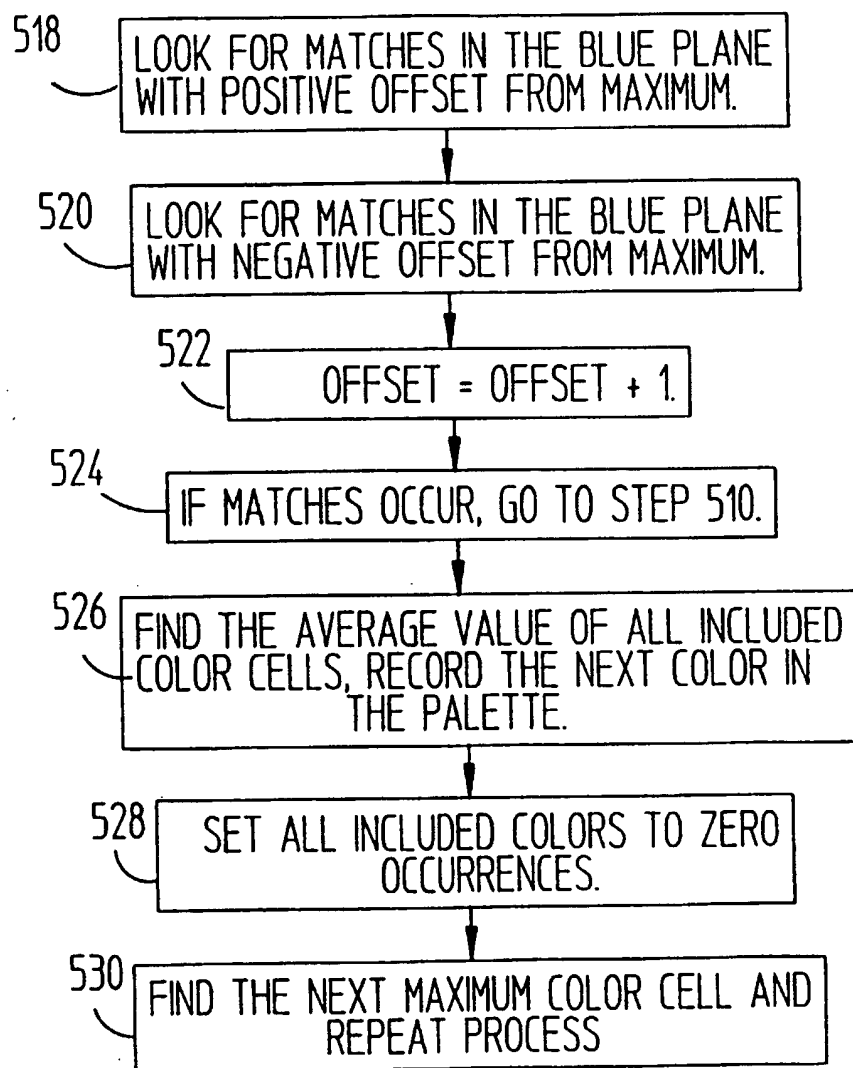 518
LOOK FOR MATCHES IN THE BLUE PLANE
WITH POSITIVE OFFSET FROM MAXIMUM.
520
LOOK FOR MATCHES IN THE BLUE PLANE
WITH NEGATIVE OFFSET FROM MAXIMUM.
522
OFFSET = OFFSET + 1.
524
IF MATCHES OCCUR, GO TO STEP 510.
526
FIND THE AVERAGE VALUE OF ALL INCLUDED
COLOR CELLS, RECORD THE NEXT COLOR IN
THE PALETTE.
528
SET ALL INCLUDED COLORS TO ZERO
OCCURRENCES.
530
FIND THE NEXT MAXIMUM COLOR CELL AND
REPEAT PROCESS